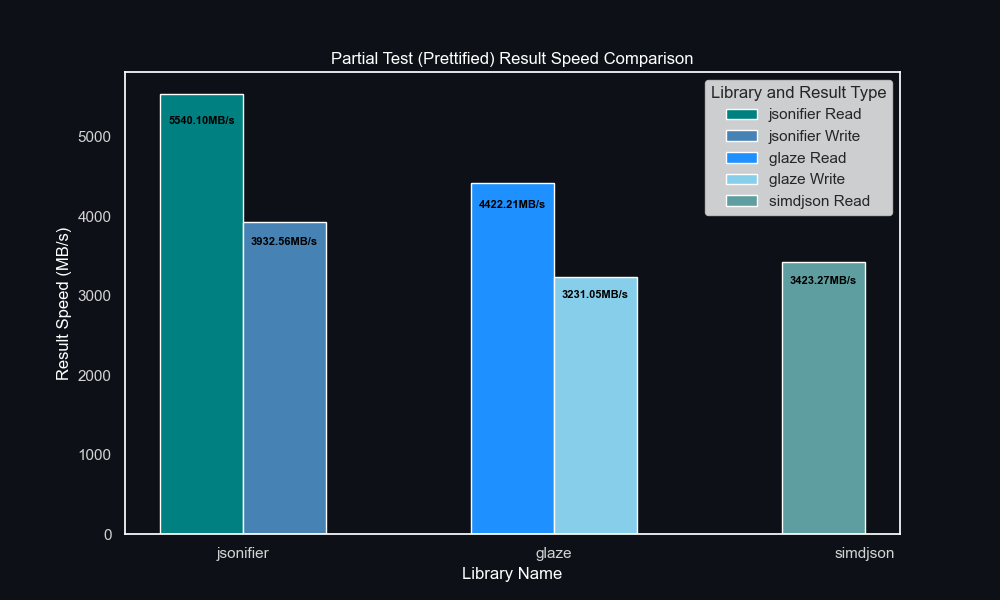 Partial Test (Prettified) Result Speed Comparison
Library and Result Type
jsonifier Read
jsonifier Write
glaze Read
glaze Write
simdjson Read
Result Speed (MB/s)
5000
4000
3000
2000
1000
0
5540.10MB/s
3932.56MB/s
4422.21MB/s
3231.05MB/s
3423.27MB/s
jsonifier
glaze
simdjson
Library Name